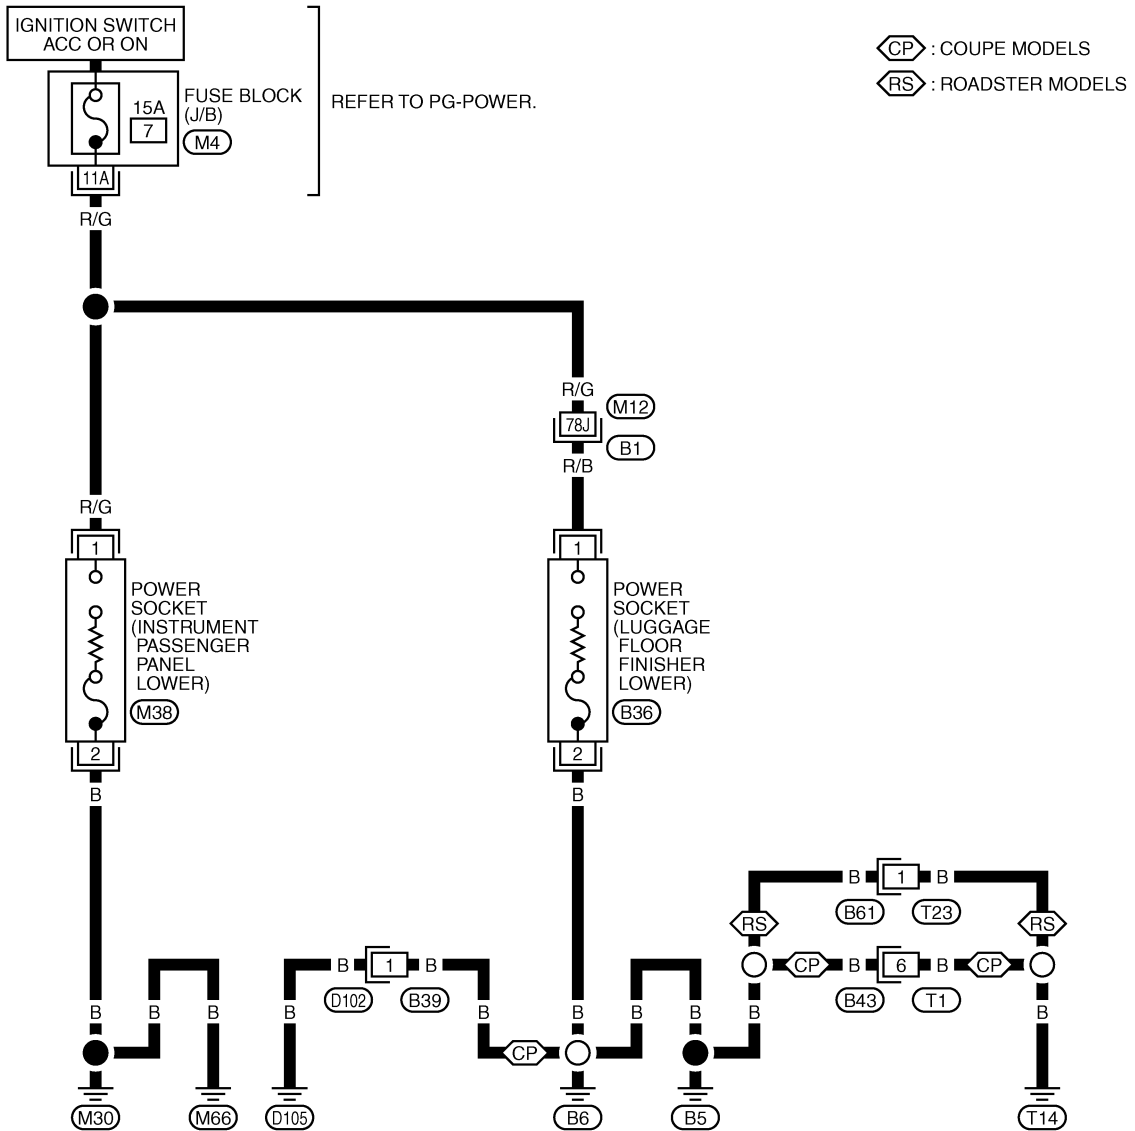 IGNITION SWITCH
ACC OR ON
15A
7
FUSE BLOCK
(J/B)
M4
11A
REFER TO PG-POWER.
CP : COUPE MODELS
RS : ROADSTER MODELS
R/G
R/G
M12
78J
B1
R/B
R/G
1
POWER
SOCKET
(INSTRUMENT
PASSENGER
PANEL
LOWER)
M38
2
B
1
POWER
SOCKET
(LUGGAGE
FLOOR
FINISHER
LOWER)
B36
2
B
B 1 B
B61 T23
RS RS
B 1 B
D102 B39
CP B 6 B CP
B43 T1
B B B B B B B B B B
CP
M30 M66 D105 B6 B5 T14